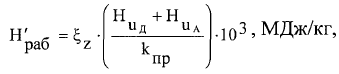 H′раб = ξz · ( (Huд + HuA) / kпр ) · 10³ , МДж/кг,